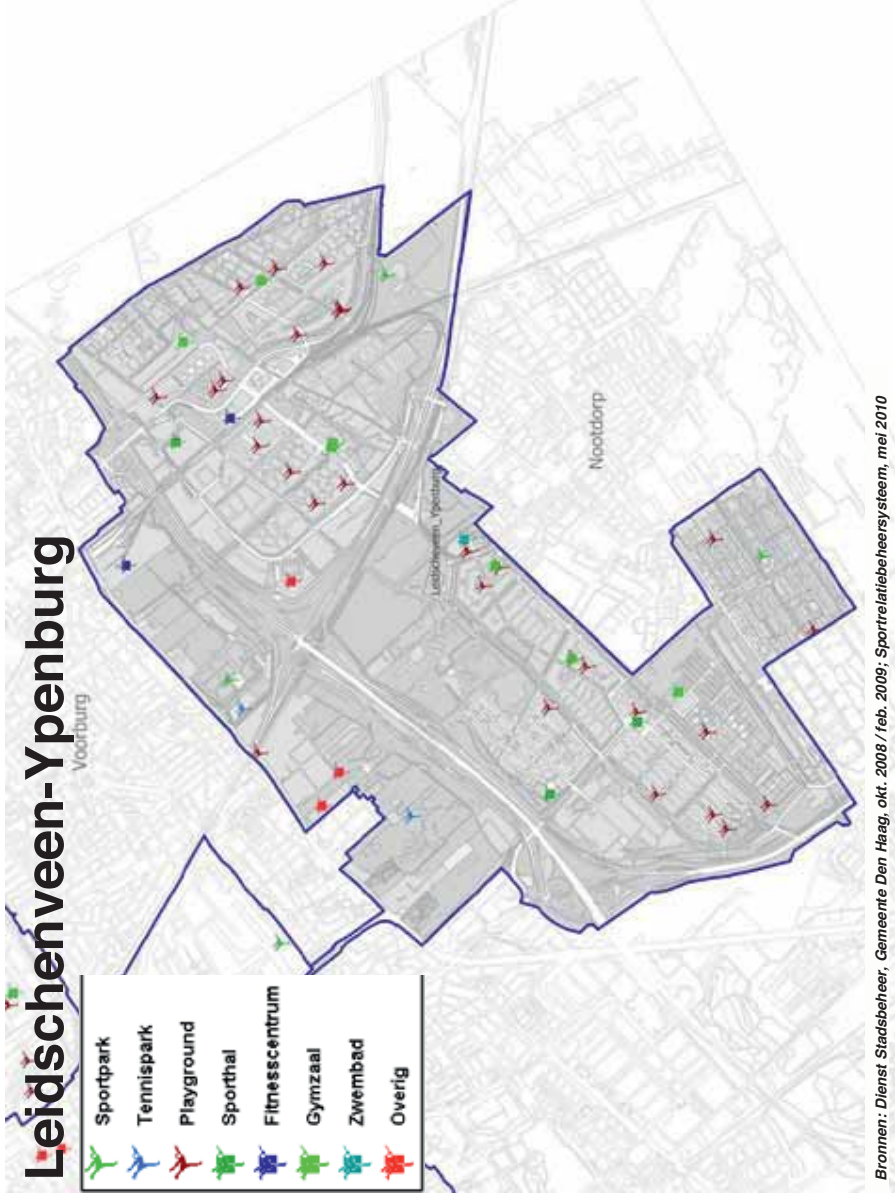 Leidschenveen-Ypenburg
Voorburg
Leidscheveen_Ypenburg
Nootdorp
Sportpark
Tennispark
Playground
Sporthal
Fitnesscentrum
Gymzaal
Zwembad
Overig
Bronnen: Dienst Stadsbeheer, Gemeente Den Haag, okt. 2008 / feb. 2009; Sportrelatiebeheersysteem, mei 2010